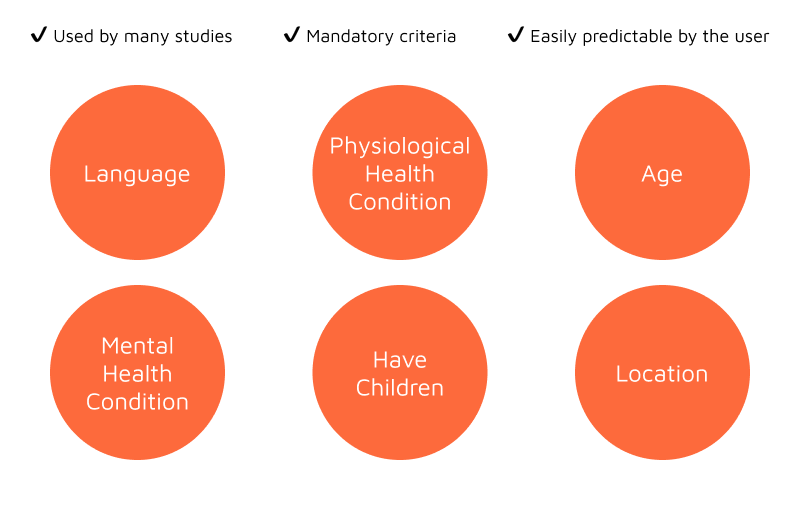 ✓ Used by many studies
✓ Mandatory criteria
✓ Easily predictable by the user
Language
Physiological
Health
Condition
Age
Mental
Health
Condition
Have
Children
Location